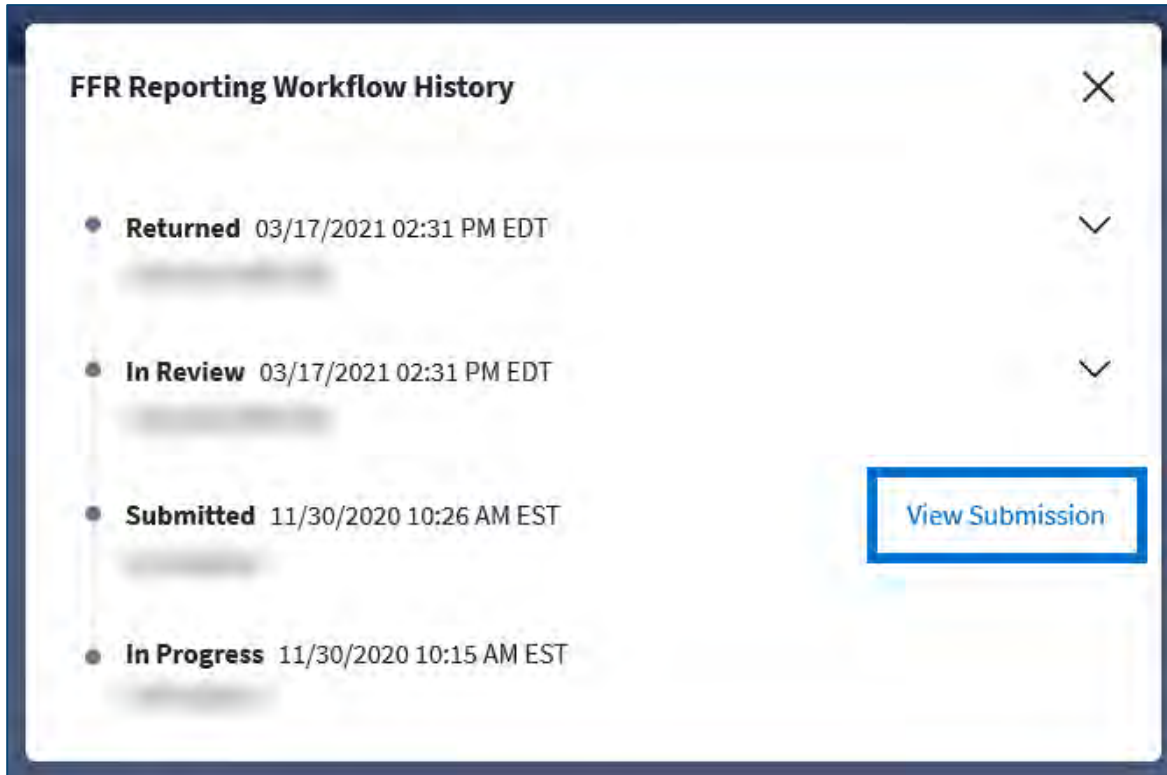 FFR Reporting Workflow History
Returned 03/17/2021 02:31 PM EDT
In Review 03/17/2021 02:31 PM EDT
Submitted 11/30/2020 10:26 AM EST
View Submission
In Progress 11/30/2020 10:15 AM EST